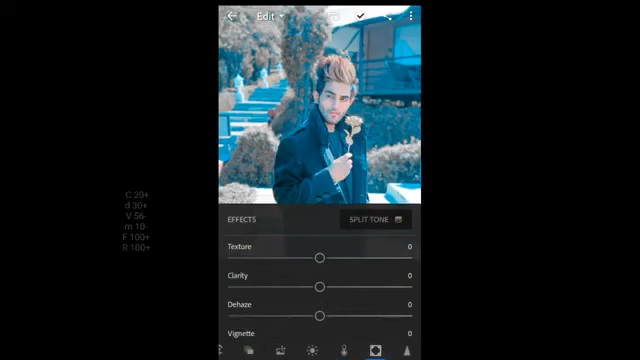 Edit
C 20+
d 30+
V 56-
m 10-
F 100+
R 100+
EFFECTS
SPLIT TONE
Texture 0
Clarity 0
Dehaze 0
Vignette 0